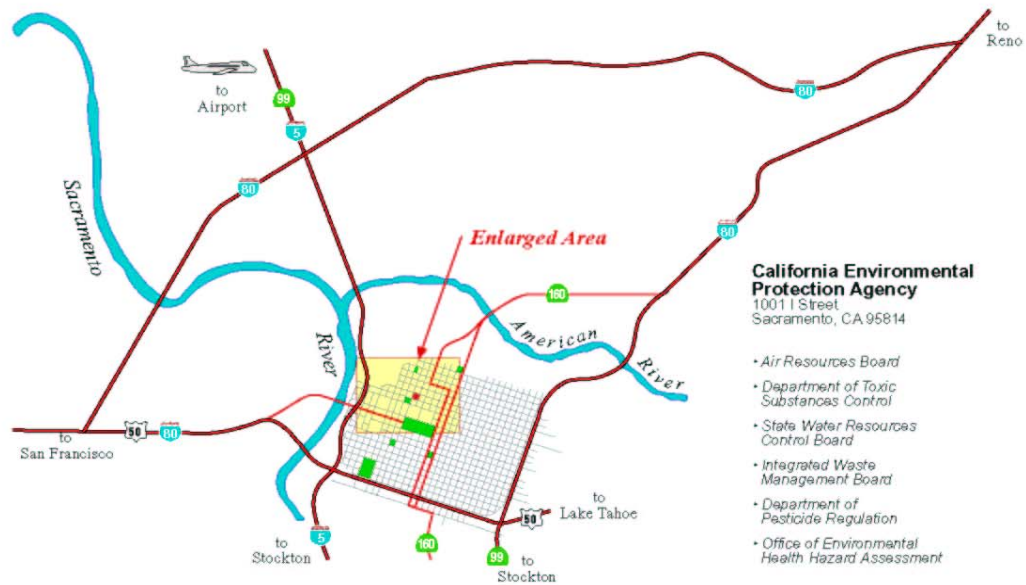 to
Reno
to
Airport
99
5
80
80
80
Sacramento
Enlarged Area
160
California Environmental
Protection Agency
1001 I Street
Sacramento, CA 95814
River
American
River
• Air Resources Board
• Department of Toxic
Substances Control
• State Water Resources
Control Board
• Integrated Waste
Management Board
• Department of
Pesticide Regulation
• Office of Environmental
Health Hazard Assessment
50
80
to
San Francisco
to
Lake Tahoe
50
5
to
Stockton
160
99
to
Stockton